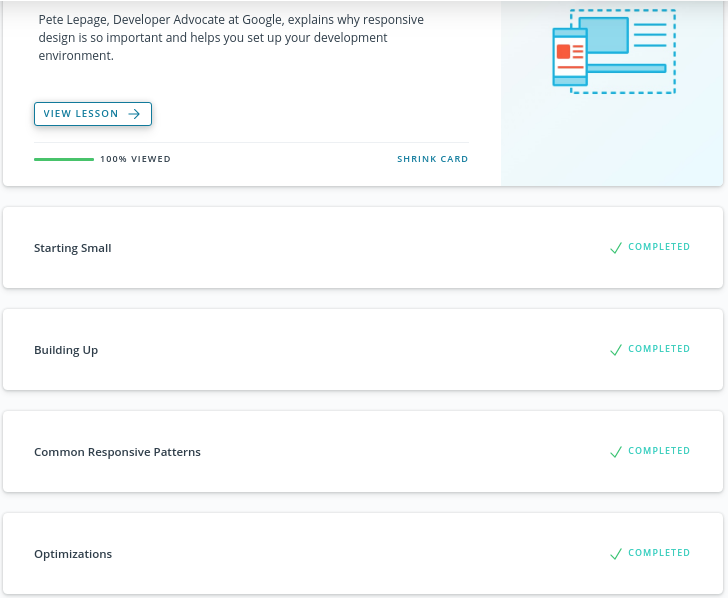 Pete Lepage, Developer Advocate at Google, explains why responsive
design is so important and helps you set up your development
environment.
VIEW LESSON
100% VIEWED
SHRINK CARD
Starting Small
COMPLETED
Building Up
COMPLETED
Common Responsive Patterns
COMPLETED
Optimizations
COMPLETED